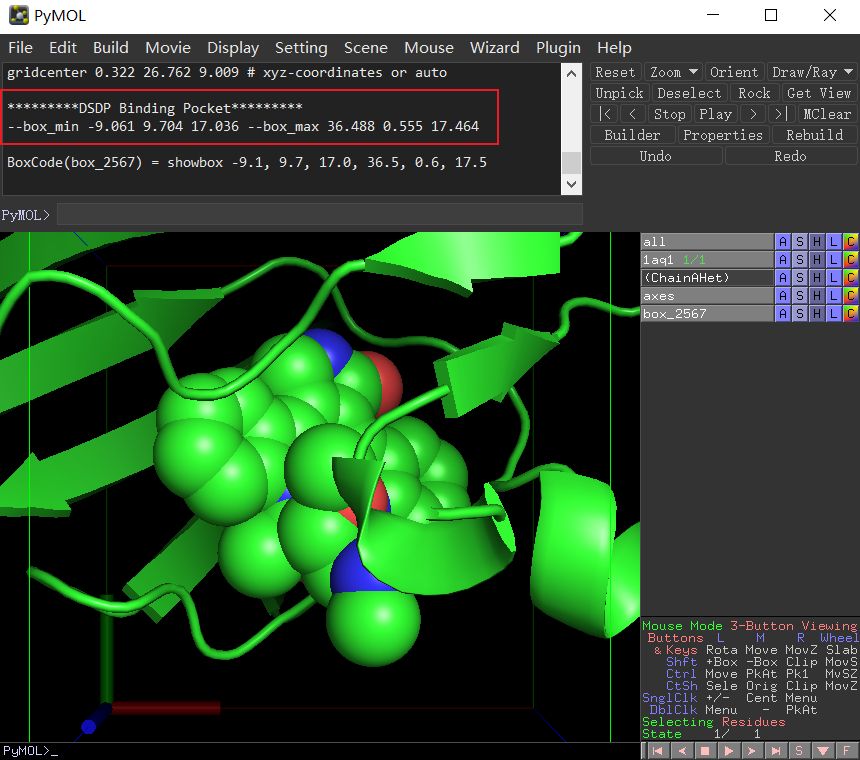 PyMOL
File Edit Build Movie Display Setting Scene Mouse Wizard Plugin Help
gridcenter 0.322 26.762 9.009 # xyz-coordinates or auto
*********DSDP Binding Pocket*********
--box_min -9.061 9.704 17.036 --box_max 36.488 0.555 17.464
BoxCode(box_2567) = showbox -9.1, 9.7, 17.0, 36.5, 0.6, 17.5
PyMOL>
Reset Zoom Orient Draw/Ray
Unpick Deselect Rock Get View
|< < Stop Play > >| MClear
Builder Properties Rebuild
Undo Redo
all A S H L C
1aq1 1/1 A S H L C
(ChainAHet) A S H L C
axes A S H L C
box_2567 A S H L C
Mouse Mode 3-Button Viewing
Buttons L M R Wheel
& Keys Rota Move MovZ Slab
Shft +Box -Box Clip MovS
Ctrl Move PkAt Pk1 MvSZ
CtSh Sele Orig Clip MovZ
SnglClk +/- Cent Menu
DblClk Menu - PkAt
Selecting Residues
State 1/ 1
PyMOL>_
S F